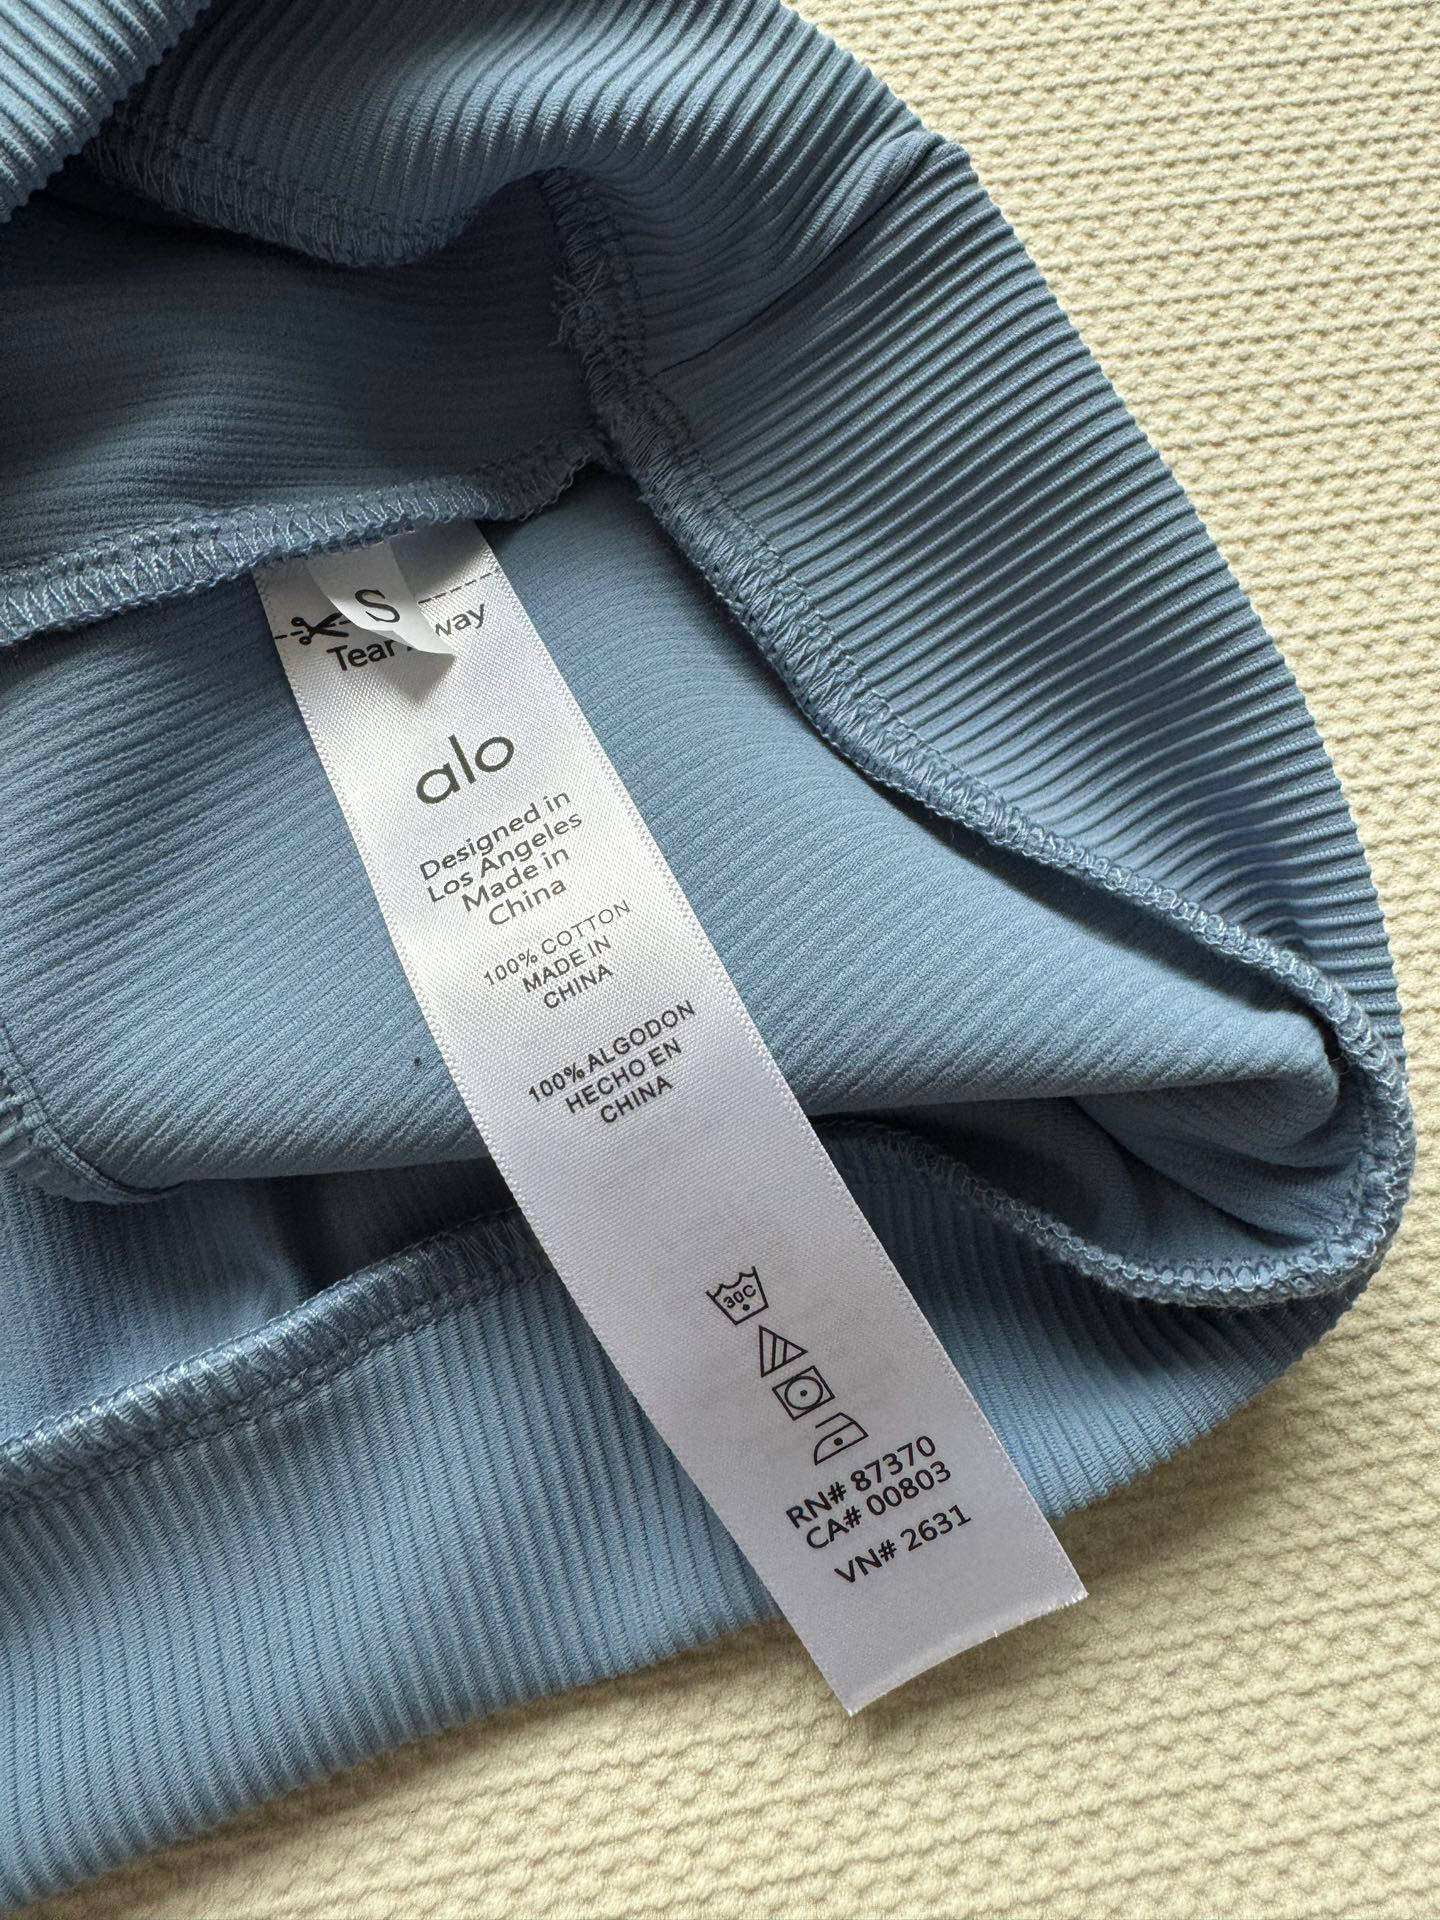 S
Tear Away
alo
Designed in
Los Angeles
Made in
China
100% COTTON
MADE IN
CHINA
100% ALGODON
HECHO EN
CHINA
30C
RN# 87370
CA# 00803
VN# 2631